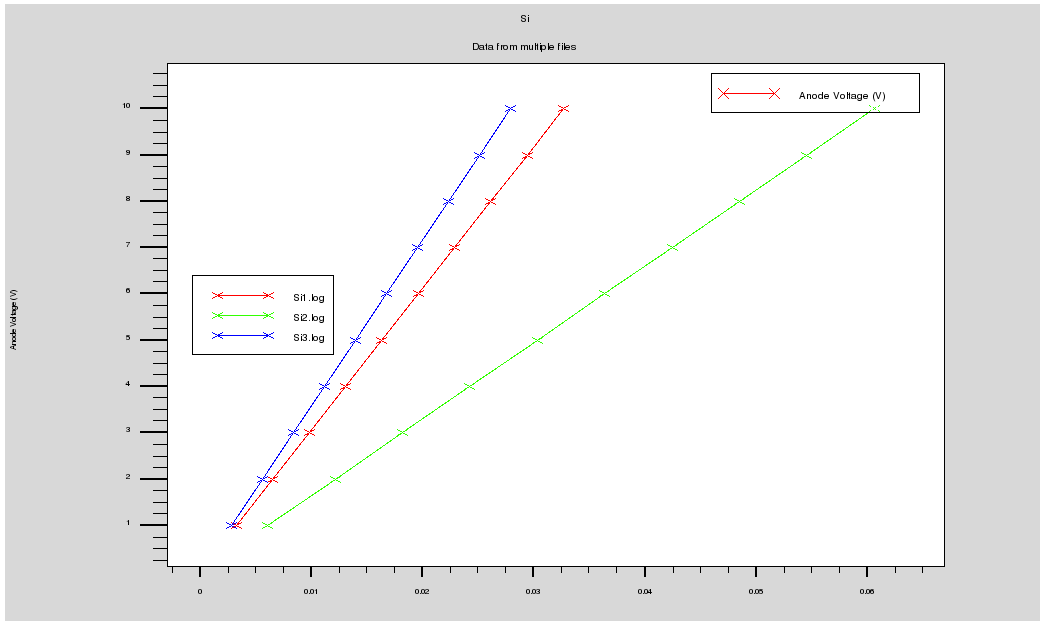 Si
Data from multiple files
Anode Voltage (V)
10
9
8
7
6
5
4
3
2
1
Si1.log
Si2.log
Si3.log
Anode Voltage (V)
0 0.01 0.02 0.03 0.04 0.05 0.06